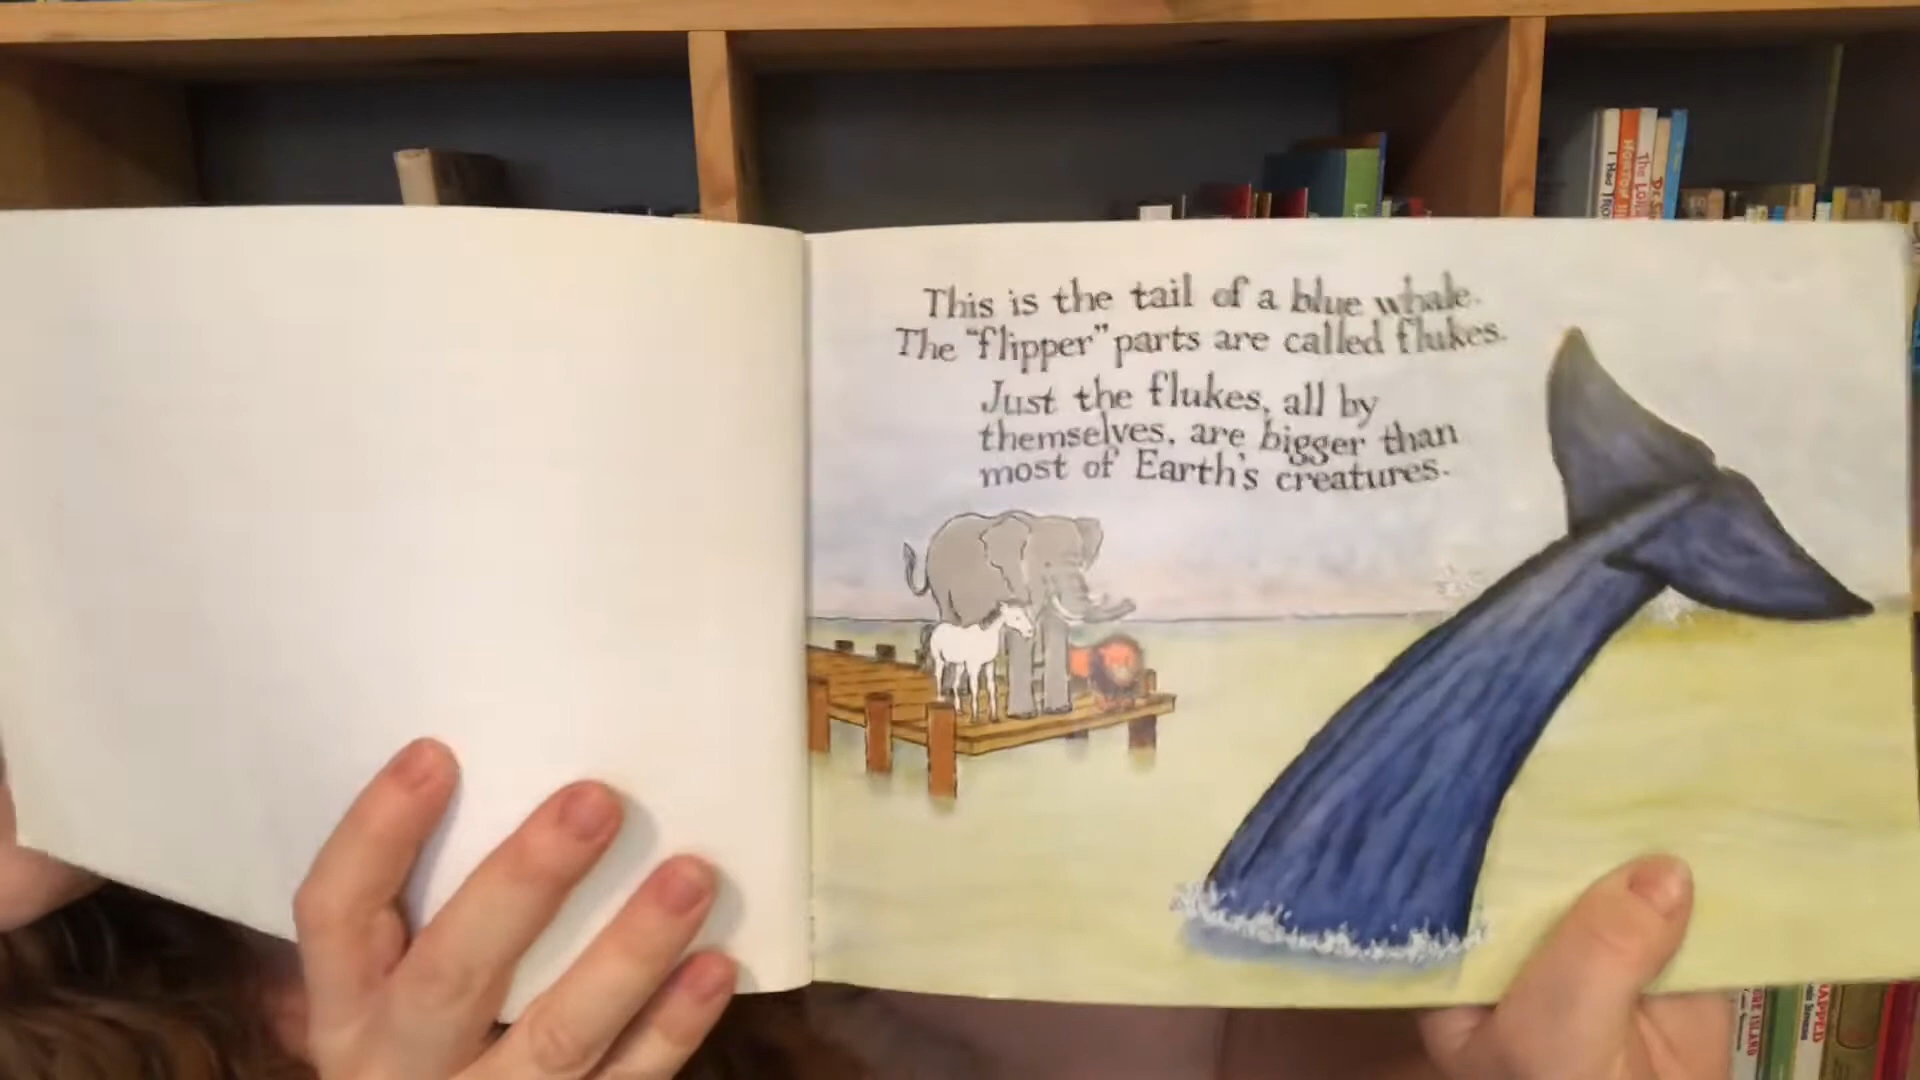 This is the tail of a blue whale.
The "flipper" parts are called flukes.
Just the flukes, all by
themselves, are bigger than
most of Earth's creatures.